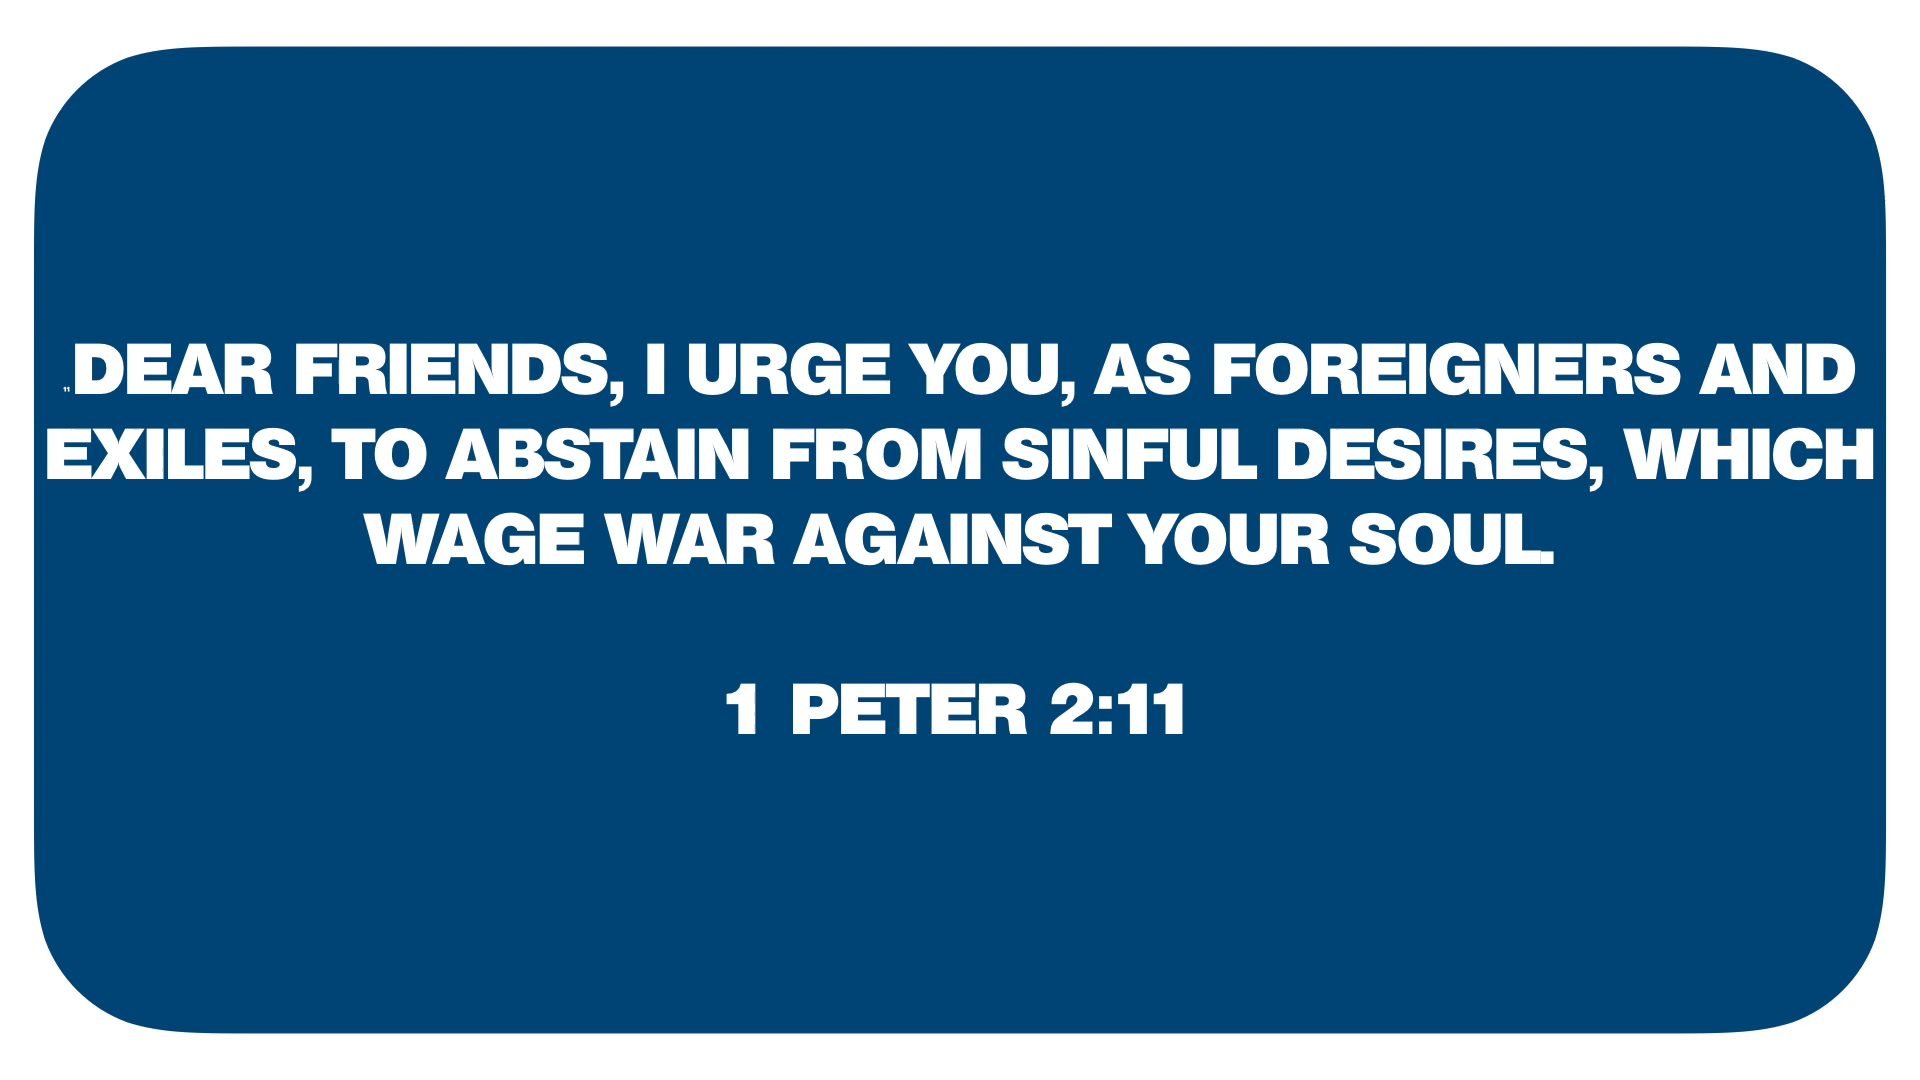 "DEAR FRIENDS, I URGE YOU, AS FOREIGNERS AND
EXILES, TO ABSTAIN FROM SINFUL DESIRES, WHICH
WAGE WAR AGAINST YOUR SOUL.
1 PETER 2:11